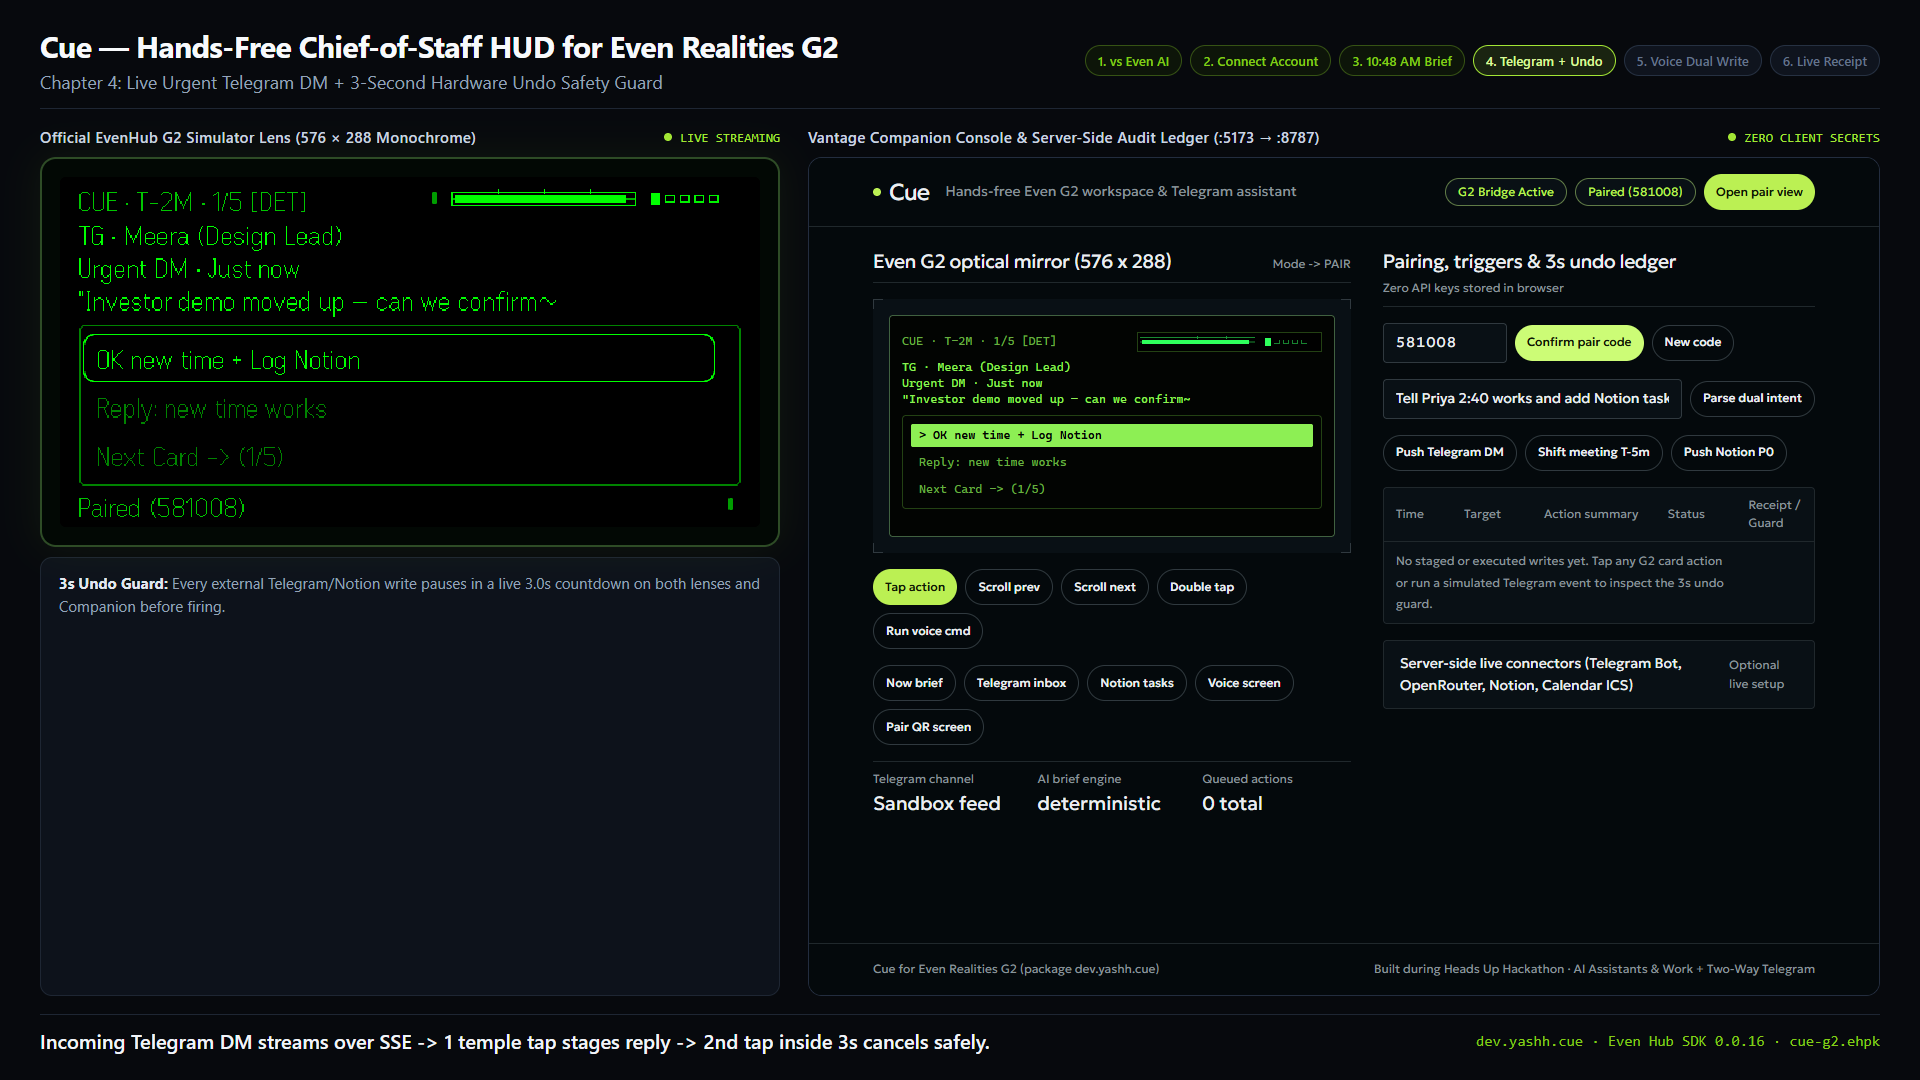 Cue — Hands-Free Chief-of-Staff HUD for Even Realities G2
Chapter 4: Live Urgent Telegram DM + 3-Second Hardware Undo Safety Guard
1. vs Even AI
2. Connect Account
3. 10:48 AM Brief
4. Telegram + Undo
5. Voice Dual Write
6. Live Receipt
Official EvenHub G2 Simulator Lens (576 × 288 Monochrome)
LIVE STREAMING
CUE · T-2M · 1/5 [DET]
TG · Meera (Design Lead)
Urgent DM · Just now
"Investor demo moved up — can we confirm~
OK new time + Log Notion
Reply: new time works
Next Card -> (1/5)
Paired (581008)
3s Undo Guard: Every external Telegram/Notion write pauses in a live 3.0s countdown on both lenses and
Companion before firing.
Vantage Companion Console & Server-Side Audit Ledger (:5173 → :8787)
ZERO CLIENT SECRETS
Cue
Hands-free Even G2 workspace & Telegram assistant
G2 Bridge Active
Paired (581008)
Open pair view
Even G2 optical mirror (576 x 288)
Mode -> PAIR
CUE · T-2M · 1/5 [DET]
TG · Meera (Design Lead)
Urgent DM · Just now
"Investor demo moved up — can we confirm~
> OK new time + Log Notion
Reply: new time works
Next Card -> (1/5)
Tap action
Scroll prev
Scroll next
Double tap
Run voice cmd
Now brief
Telegram inbox
Notion tasks
Voice screen
Pair QR screen
Telegram channel
Sandbox feed
AI brief engine
deterministic
Queued actions
0 total
Pairing, triggers & 3s undo ledger
Zero API keys stored in browser
581008
Confirm pair code
New code
Tell Priya 2:40 works and add Notion task
Parse dual intent
Push Telegram DM
Shift meeting T-5m
Push Notion P0
Time
Target
Action summary
Status
Receipt /
Guard
No staged or executed writes yet. Tap any G2 card action
or run a simulated Telegram event to inspect the 3s undo
guard.
Server-side live connectors (Telegram Bot,
OpenRouter, Notion, Calendar ICS)
Optional
live setup
Cue for Even Realities G2 (package dev.yashh.cue)
Built during Heads Up Hackathon · AI Assistants & Work + Two-Way Telegram
Incoming Telegram DM streams over SSE -> 1 temple tap stages reply -> 2nd tap inside 3s cancels safely.
dev.yashh.cue · Even Hub SDK 0.0.16 · cue-g2.ehpk